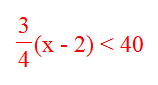 3/4(x - 2) < 40